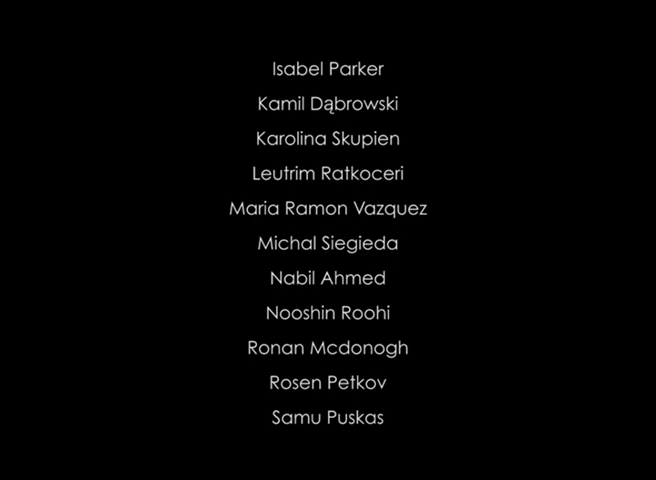 Isabel Parker
Kamil Dąbrowski
Karolina Skupien
Leutrim Ratkoceri
Maria Ramon Vazquez
Michal Siegieda
Nabil Ahmed
Nooshin Roohi
Ronan Mcdonogh
Rosen Petkov
Samu Puskas